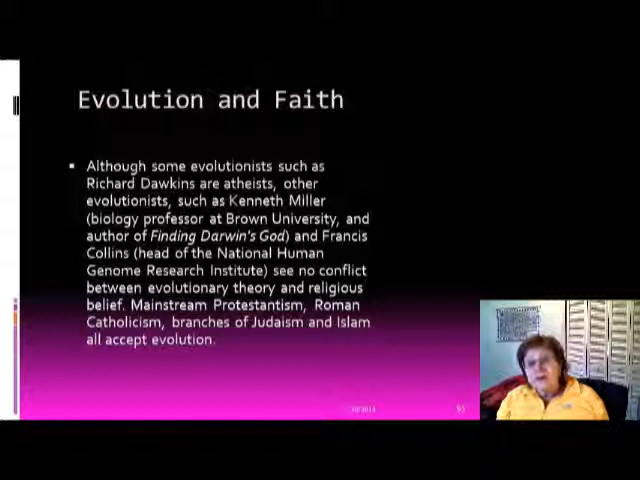 Evolution and Faith
▪ Although some evolutionists such as
Richard Dawkins are atheists, other
evolutionists, such as Kenneth Miller
(biology professor at Brown University, and
author of Finding Darwin's God) and Francis
Collins (head of the National Human
Genome Research Institute) see no conflict
between evolutionary theory and religious
belief. Mainstream Protestantism, Roman
Catholicism, branches of Judaism and Islam
all accept evolution.